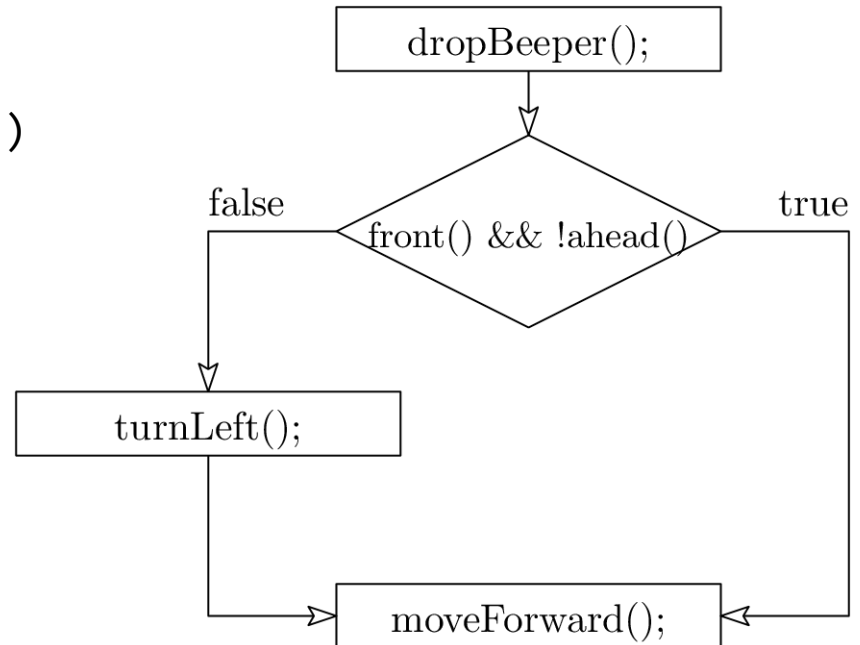 dropBeeper();
)
false
true
front() && !ahead()
turnLeft();
moveForward();